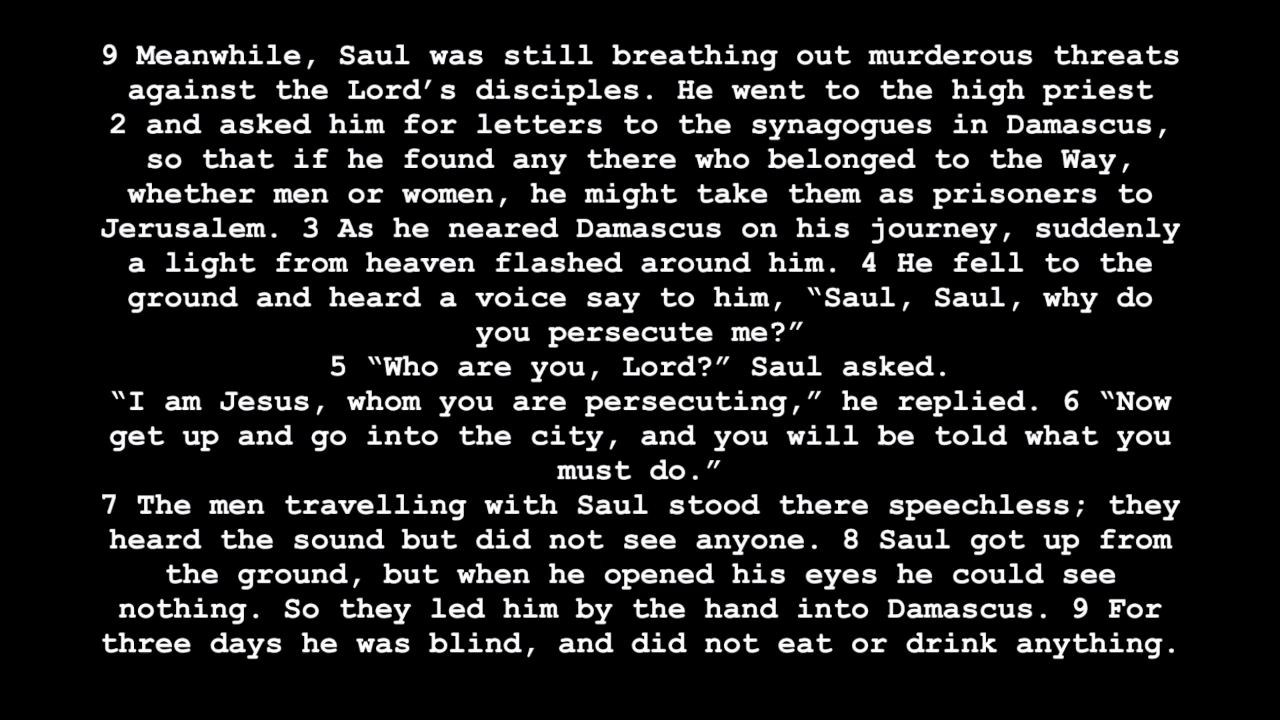 9 Meanwhile, Saul was still breathing out murderous threats
against the Lord’s disciples. He went to the high priest
2 and asked him for letters to the synagogues in Damascus,
so that if he found any there who belonged to the Way,
whether men or women, he might take them as prisoners to
Jerusalem. 3 As he neared Damascus on his journey, suddenly
a light from heaven flashed around him. 4 He fell to the
ground and heard a voice say to him, “Saul, Saul, why do
you persecute me?”
5 “Who are you, Lord?” Saul asked.
“I am Jesus, whom you are persecuting,” he replied. 6 “Now
get up and go into the city, and you will be told what you
must do.”
7 The men travelling with Saul stood there speechless; they
heard the sound but did not see anyone. 8 Saul got up from
the ground, but when he opened his eyes he could see
nothing. So they led him by the hand into Damascus. 9 For
three days he was blind, and did not eat or drink anything.